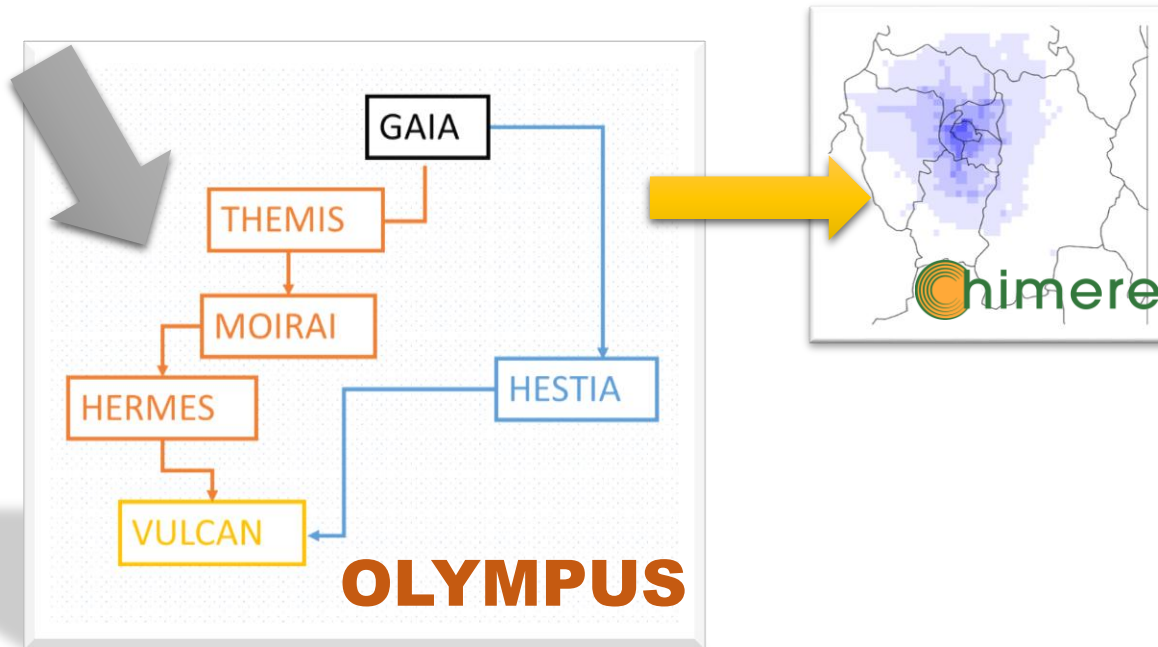 GAIA
THEMIS
MOIRAI
HERMES
HESTIA
VULCAN
OLYMPUS
Chimere